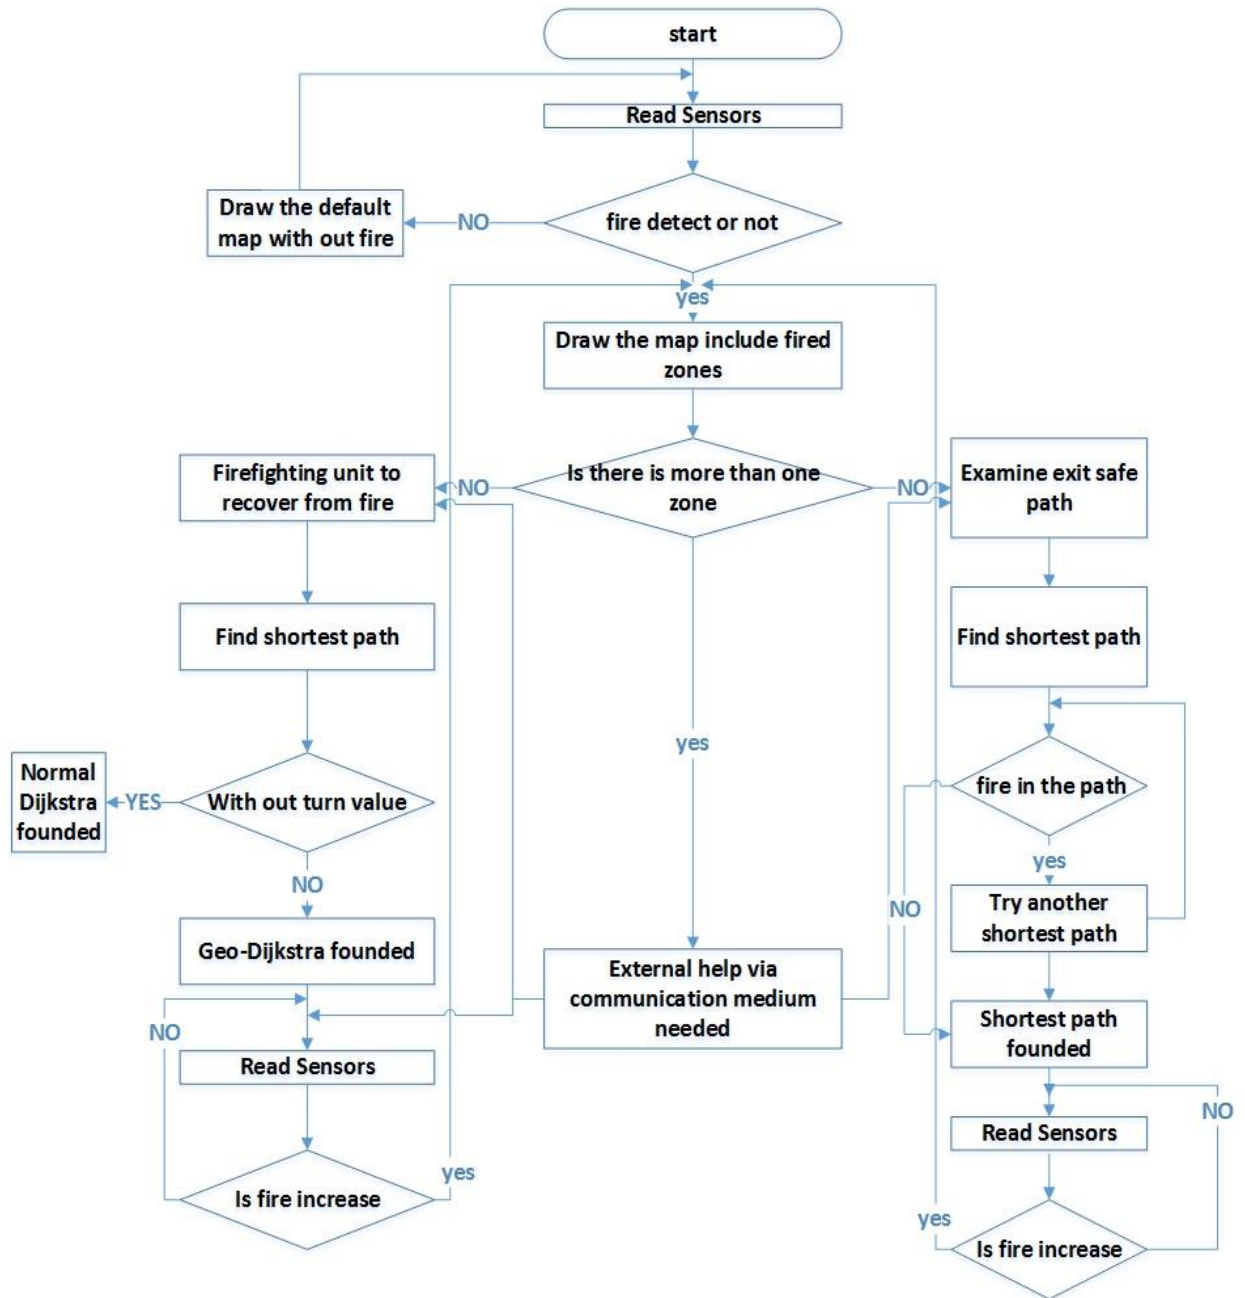 start
Read Sensors
Draw the default
map with out fire
NO
fire detect or not
yes
Draw the map include fired
zones
Firefighting unit to
recover from fire
NO
Is there is more than one
zone
NO
Examine exit safe
path
Find shortest path
Find shortest path
yes
Normal
Dijkstra
founded
YES
With out turn value
fire in the path
yes
NO
NO
Try another
shortest path
Geo-Dijkstra founded
External help via
communication medium
needed
Shortest path
founded
NO
Read Sensors
NO
Read Sensors
yes
Is fire increase
yes
Is fire increase